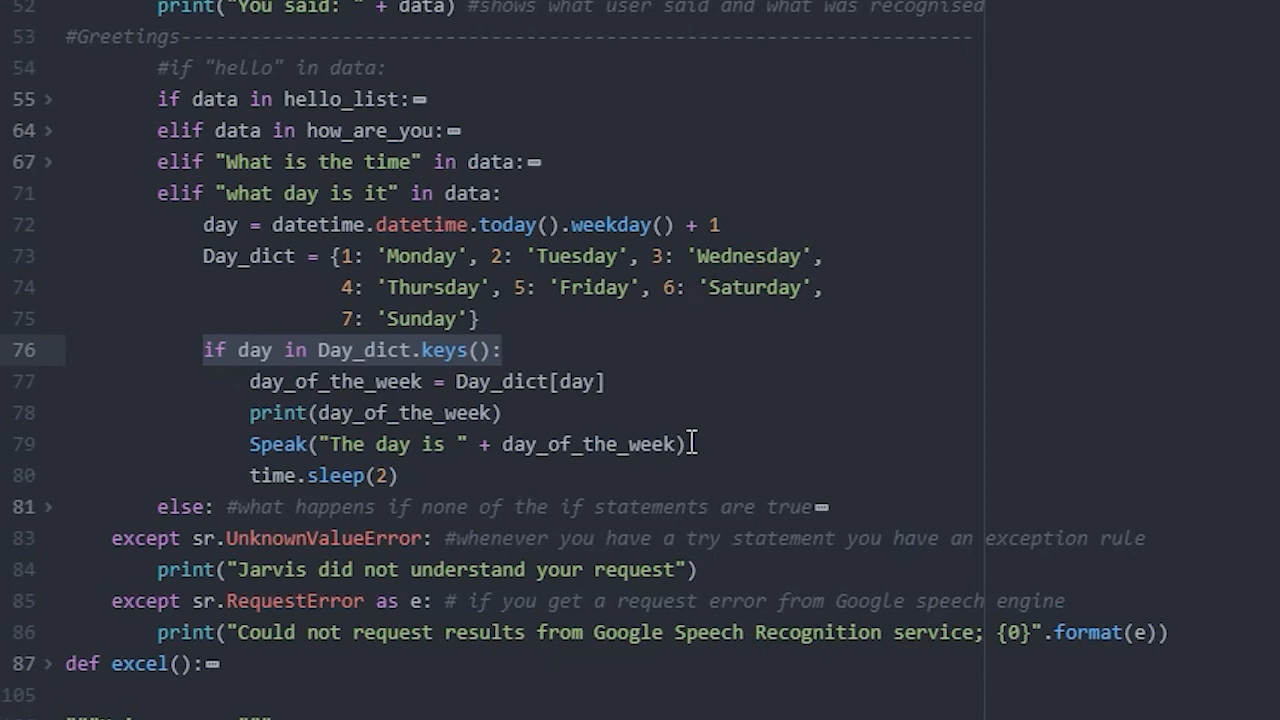 52 print("You said: " + data) #shows what user said and what was recognised
53 #Greetings---------------------------------------------------------------------
54 #if "hello" in data:
55 if data in hello_list:
64 elif data in how_are_you:
67 elif "What is the time" in data:
71 elif "what day is it" in data:
72 day = datetime.datetime.today().weekday() + 1
73 Day_dict = {1: 'Monday', 2: 'Tuesday', 3: 'Wednesday',
74 4: 'Thursday', 5: 'Friday', 6: 'Saturday',
75 7: 'Sunday'}
76 if day in Day_dict.keys():
77 day_of_the_week = Day_dict[day]
78 print(day_of_the_week)
79 Speak("The day is " + day_of_the_week)
80 time.sleep(2)
81 else: #what happens if none of the if statements are true
83 except sr.UnknownValueError: #whenever you have a try statement you have an exception rule
84 print("Jarvis did not understand your request")
85 except sr.RequestError as e: # if you get a request error from Google speech engine
86 print("Could not request results from Google Speech Recognition service; {0}".format(e))
87 def excel():
105